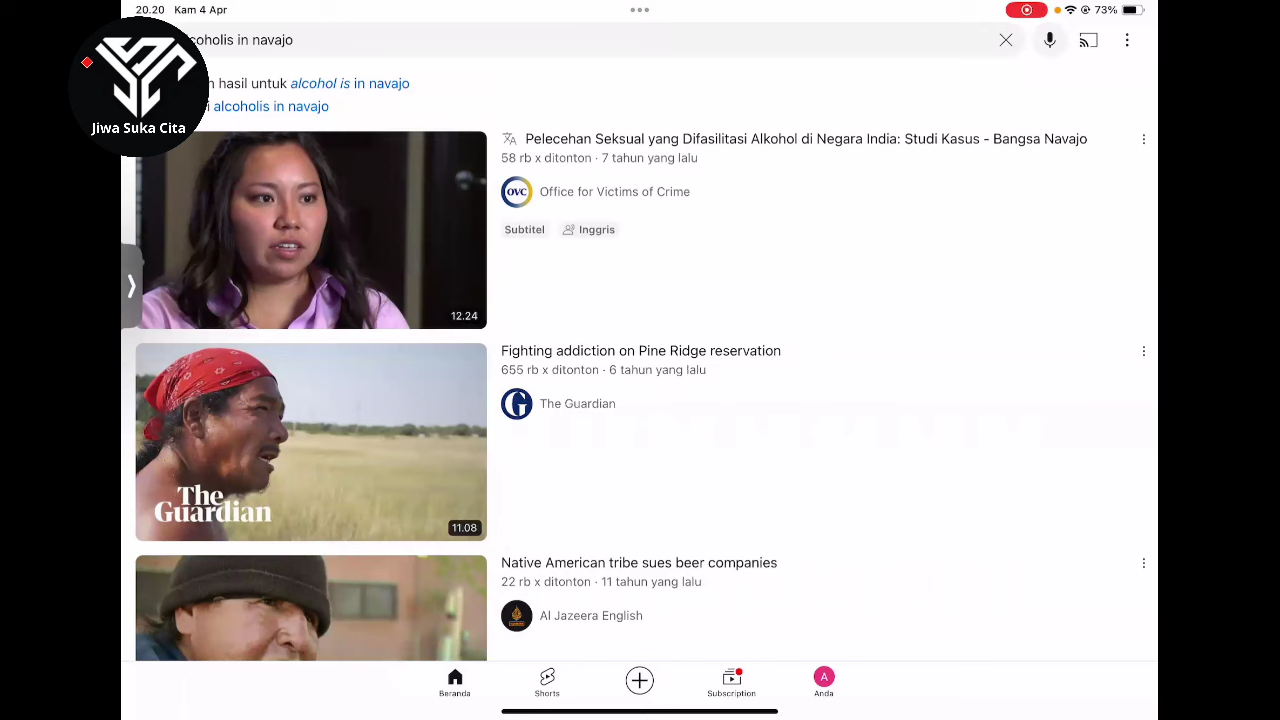 20.20 Kam 4 Apr
73%
coholis in navajo
n hasil untuk alcohol is in navajo
i alcoholis in navajo
Jiwa Suka Cita
Pelecehan Seksual yang Difasilitasi Alkohol di Negara India: Studi Kasus - Bangsa Navajo
58 rb x ditonton · 7 tahun yang lalu
OVC
Office for Victims of Crime
Subtitel
Inggris
12.24
Fighting addiction on Pine Ridge reservation
655 rb x ditonton · 6 tahun yang lalu
G
The Guardian
The
Guardian
11.08
Native American tribe sues beer companies
22 rb x ditonton · 11 tahun yang lalu
Al Jazeera English
Beranda
Shorts
Subscription
A
Anda